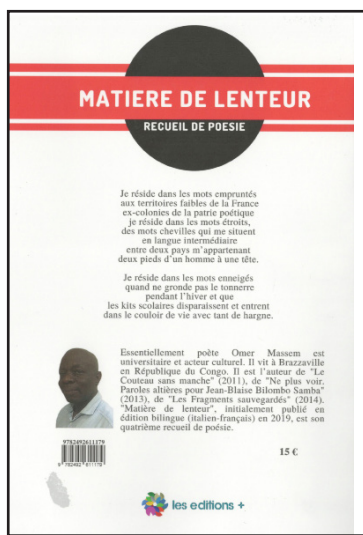 MATIERE DE LENTEUR
RECUEIL DE POESIE
Je réside dans les mots empruntés
aux territoires faibles de la France
ex-colonies de la patrie poétique
je réside dans les mots étroits,
des mots chevilles qui me situent
en langue intermédiaire
entre deux pays m'appartenant
deux pieds d'un homme à une tête.
Je réside dans les mots enneigés
quand ne gronde pas le tonnerre
pendant l'hiver et que
les kits scolaires disparaissent et entrent
dans le couloir de vie avec tant de hargne.
Essentiellement poète Omer Massem est
universitaire et acteur culturel. Il vit à Brazzaville
en République du Congo. Il est l'auteur de "Le
Couteau sans manche" (2011), de "Ne plus voir.
Paroles altières pour Jean-Blaise Bilombo Samba"
(2013), de "Les Fragments sauvegardés" (2014).
"Matière de lenteur", initialement publié en
édition bilingue (italien-français) en 2019, est son
quatrième recueil de poésie.
9782492611179
9 782492 611179
15 €
les editions +